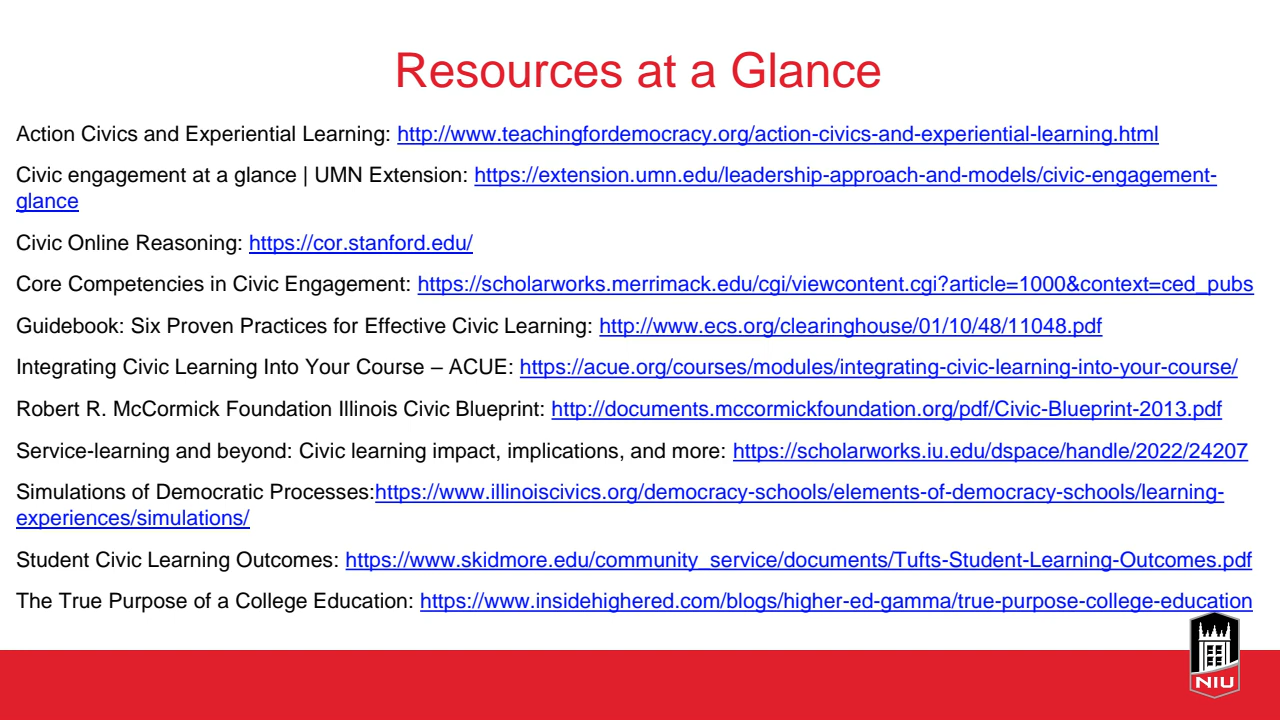 Resources at a Glance
Action Civics and Experiential Learning: http://www.teachingfordemocracy.org/action-civics-and-experiential-learning.html
Civic engagement at a glance | UMN Extension: https://extension.umn.edu/leadership-approach-and-models/civic-engagement-
glance
Civic Online Reasoning: https://cor.stanford.edu/
Core Competencies in Civic Engagement: https://scholarworks.merrimack.edu/cgi/viewcontent.cgi?article=1000&context=ced_pubs
Guidebook: Six Proven Practices for Effective Civic Learning: http://www.ecs.org/clearinghouse/01/10/48/11048.pdf
Integrating Civic Learning Into Your Course – ACUE: https://acue.org/courses/modules/integrating-civic-learning-into-your-course/
Robert R. McCormick Foundation Illinois Civic Blueprint: http://documents.mccormickfoundation.org/pdf/Civic-Blueprint-2013.pdf
Service-learning and beyond: Civic learning impact, implications, and more: https://scholarworks.iu.edu/dspace/handle/2022/24207
Simulations of Democratic Processes:https://www.illinoiscivics.org/democracy-schools/elements-of-democracy-schools/learning-
experiences/simulations/
Student Civic Learning Outcomes: https://www.skidmore.edu/community_service/documents/Tufts-Student-Learning-Outcomes.pdf
The True Purpose of a College Education: https://www.insidehighered.com/blogs/higher-ed-gamma/true-purpose-college-education
NIU